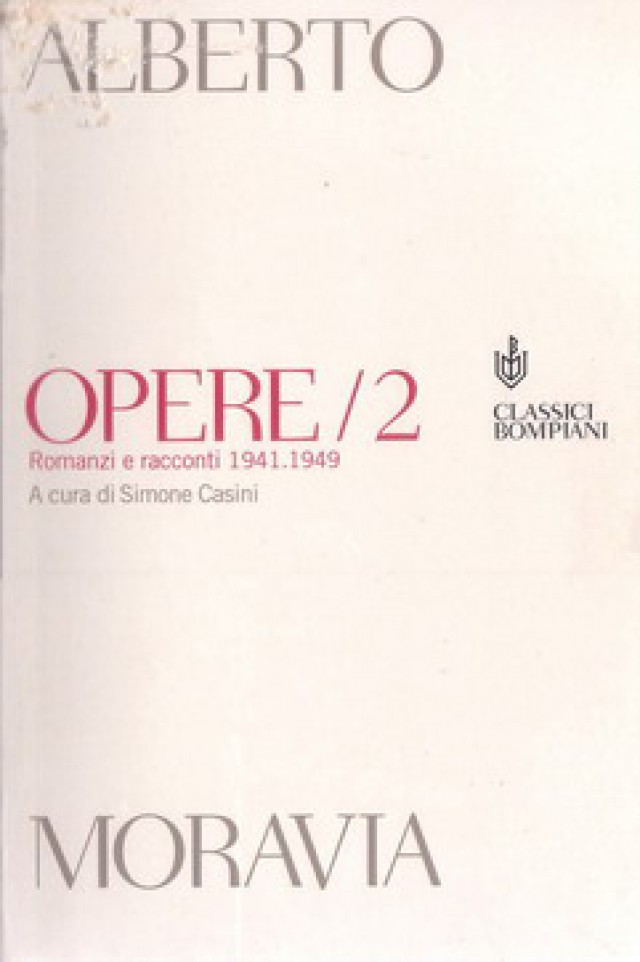 ALBERTO
OPERE/2
Romanzi e racconti 1941.1949
A cura di Simone Casini
CLASSICI
BOMPIANI
MORAVIA